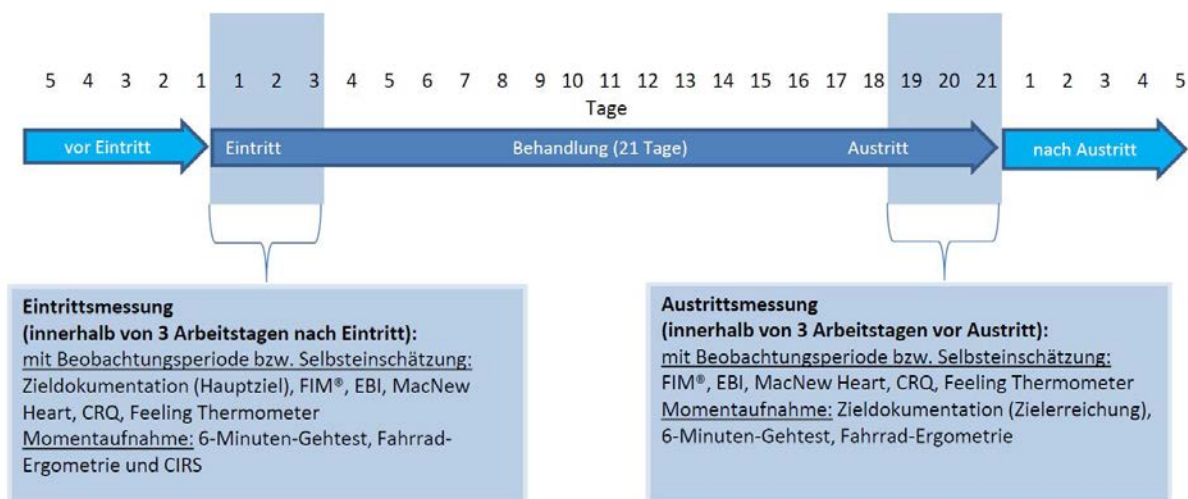 5 4 3 2 1 1 2 3 4 5 6 7 8 9 10 11 12 13 14 15 16 17 18 19 20 21 1 2 3 4 5
Tage
vor Eintritt Eintritt Behandlung (21 Tage) Austritt nach Austritt
Eintrittsmessung
(innerhalb von 3 Arbeitstagen nach Eintritt):
mit Beobachtungsperiode bzw. Selbsteinschätzung:
Zieldokumentation (Hauptziel), FIM®, EBI, MacNew
Heart, CRQ, Feeling Thermometer
Momentaufnahme: 6-Minuten-Gehtest, Fahrrad-
Ergometrie und CIRS
Austrittsmessung
(innerhalb von 3 Arbeitstagen vor Austritt):
mit Beobachtungsperiode bzw. Selbsteinschätzung:
FIM®, EBI, MacNew Heart, CRQ, Feeling Thermometer
Momentaufnahme: Zieldokumentation (Zielerreichung),
6-Minuten-Gehtest, Fahrrad-Ergometrie